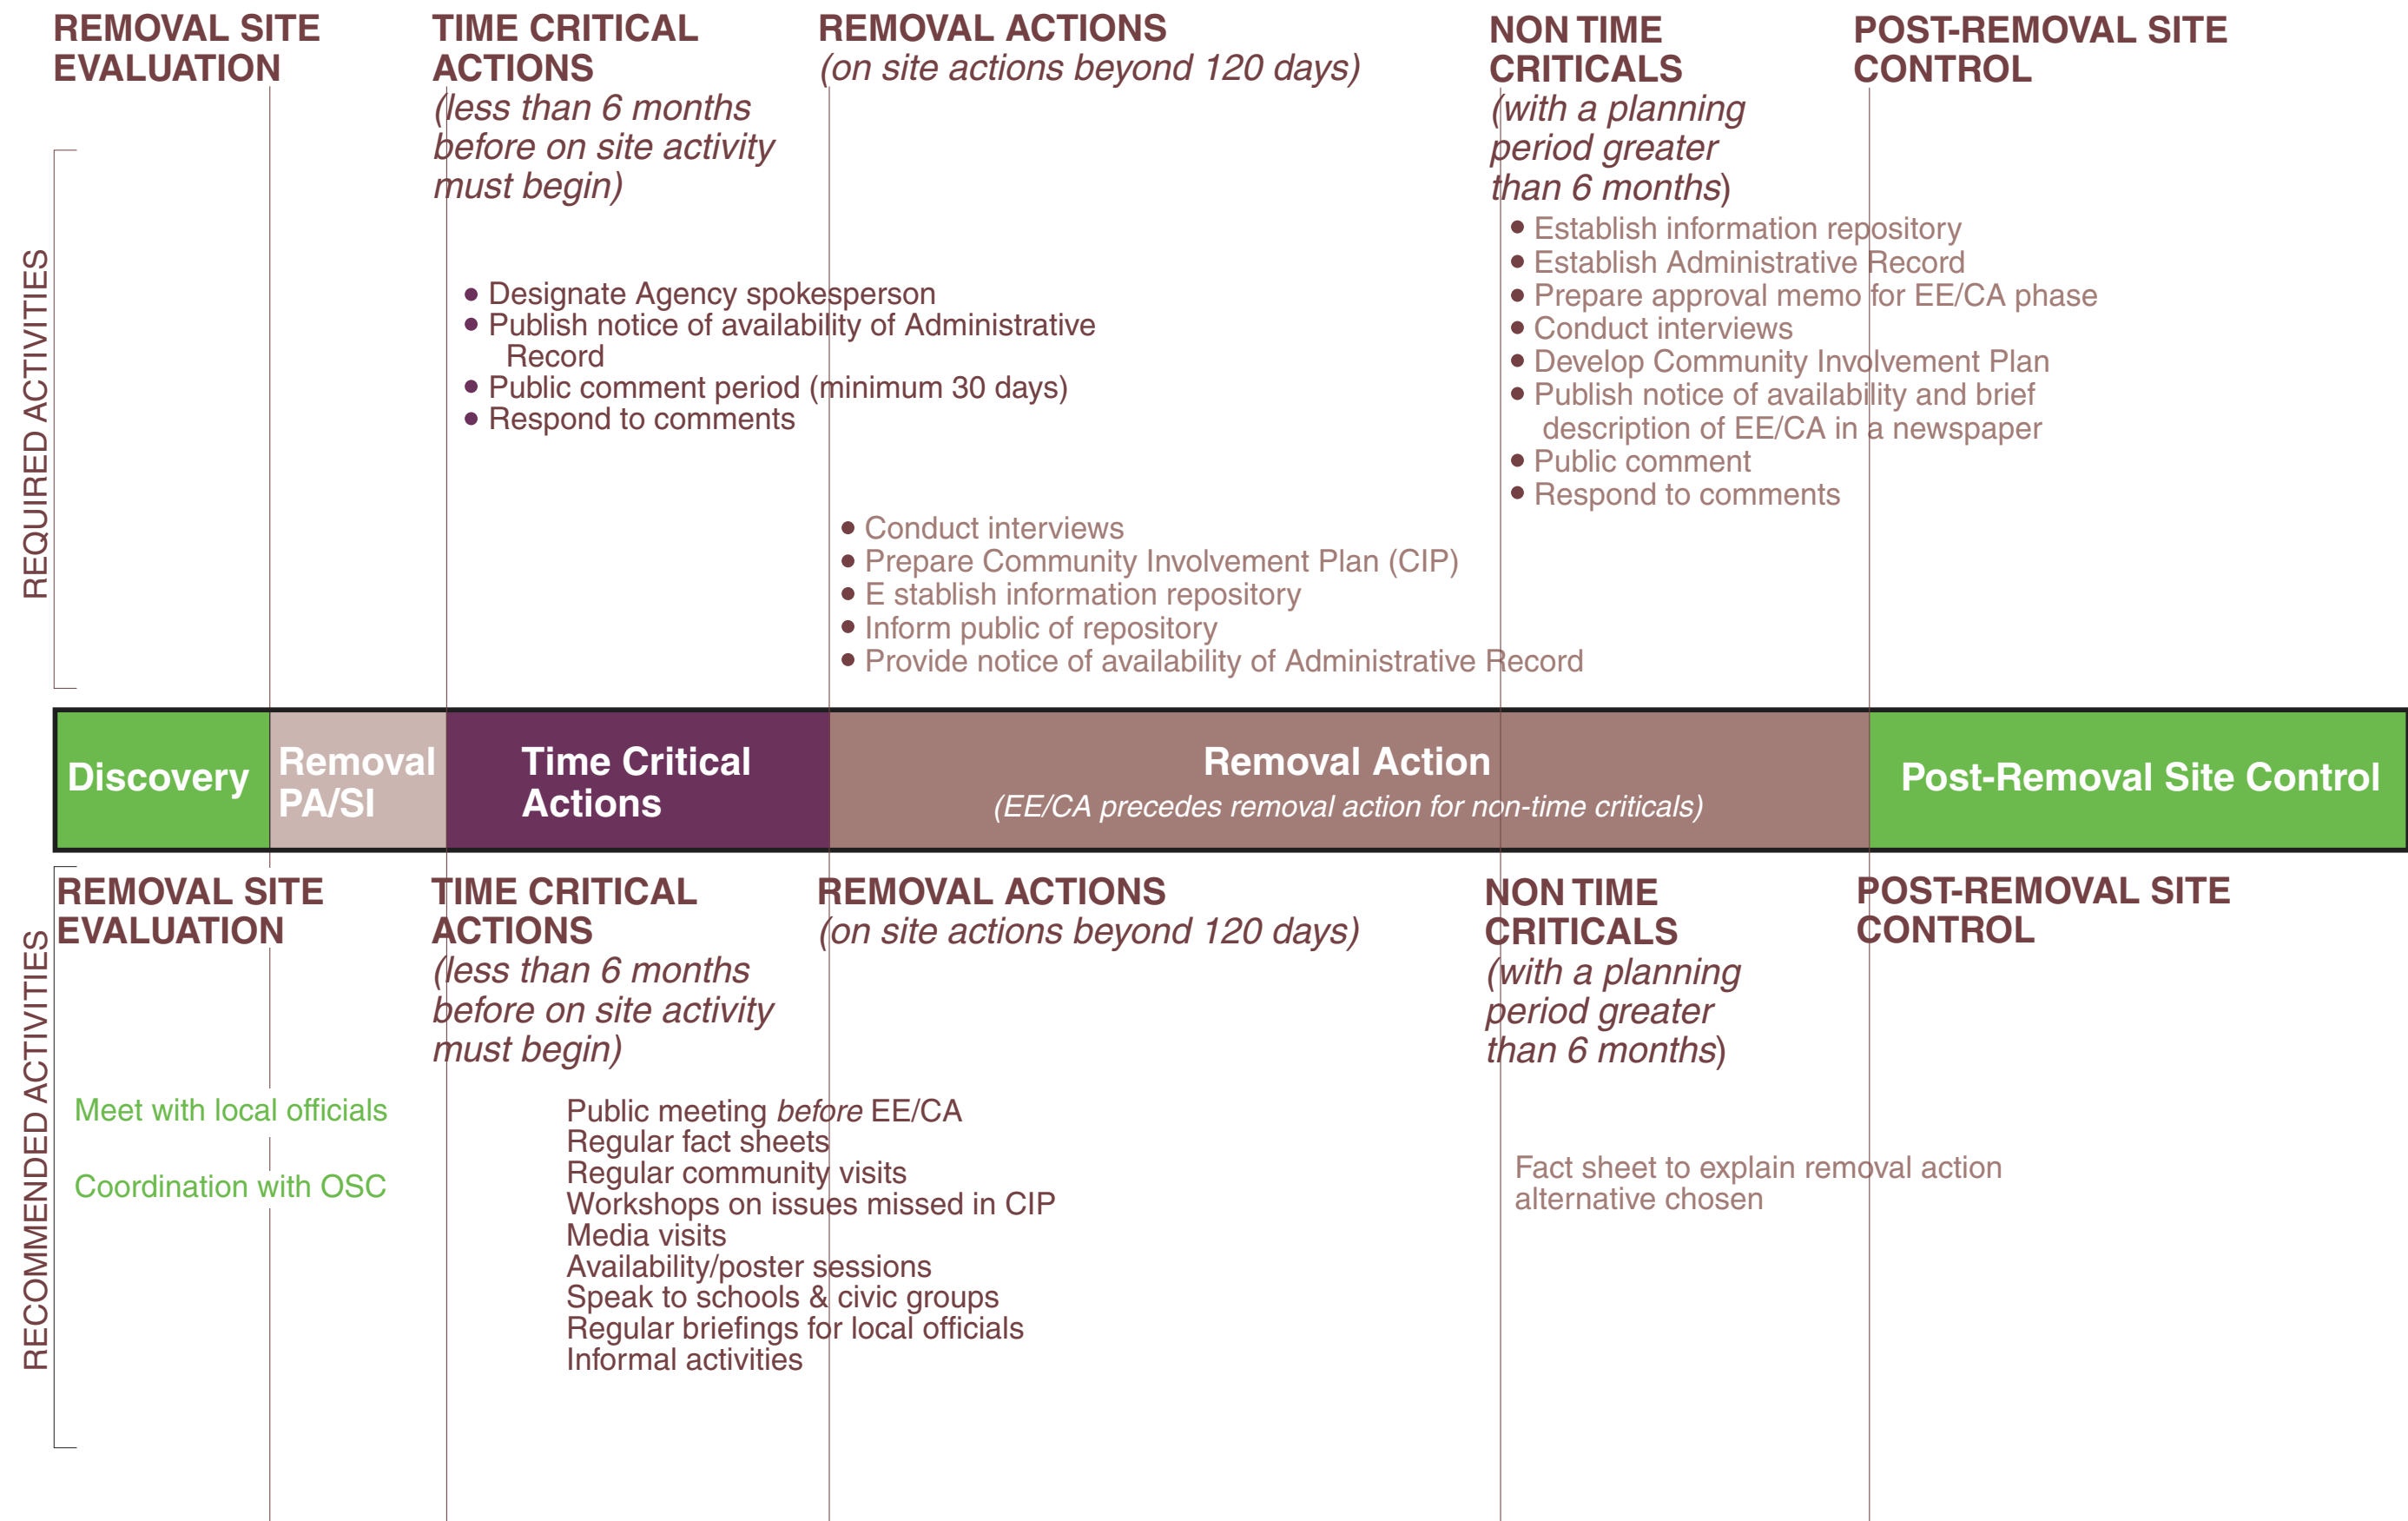 REMOVAL SITE
EVALUATION
TIME CRITICAL
ACTIONS
(less than 6 months
before on site activity
must begin)
REMOVAL ACTIONS
(on site actions beyond 120 days)
NON TIME
CRITICALS
(with a planning
period greater
than 6 months)
POST-REMOVAL SITE
CONTROL
REQUIRED ACTIVITIES
• Designate Agency spokesperson
• Publish notice of availability of Administrative
Record
• Public comment period (minimum 30 days)
• Respond to comments
• Conduct interviews
• Prepare Community Involvement Plan (CIP)
• E stablish information repository
• Inform public of repository
• Provide notice of availability of Administrative Record
• Establish information repository
• Establish Administrative Record
• Prepare approval memo for EE/CA phase
• Conduct interviews
• Develop Community Involvement Plan
• Publish notice of availability and brief
description of EE/CA in a newspaper
• Public comment
• Respond to comments
Discovery
Removal
PA/SI
Time Critical
Actions
Removal Action
(EE/CA precedes removal action for non-time criticals)
Post-Removal Site Control
REMOVAL SITE
EVALUATION
TIME CRITICAL
ACTIONS
(less than 6 months
before on site activity
must begin)
REMOVAL ACTIONS
(on site actions beyond 120 days)
NON TIME
CRITICALS
(with a planning
period greater
than 6 months)
POST-REMOVAL SITE
CONTROL
RECOMMENDED ACTIVITIES
Meet with local officials
Coordination with OSC
Public meeting before EE/CA
Regular fact sheets
Regular community visits
Workshops on issues missed in CIP
Media visits
Availability/poster sessions
Speak to schools & civic groups
Regular briefings for local officials
Informal activities
Fact sheet to explain removal action
alternative chosen